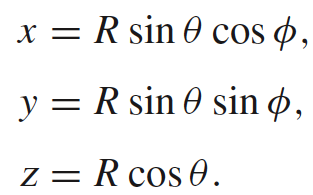 x = R sin θ cos ϕ,
y = R sin θ sin ϕ,
z = R cos θ.